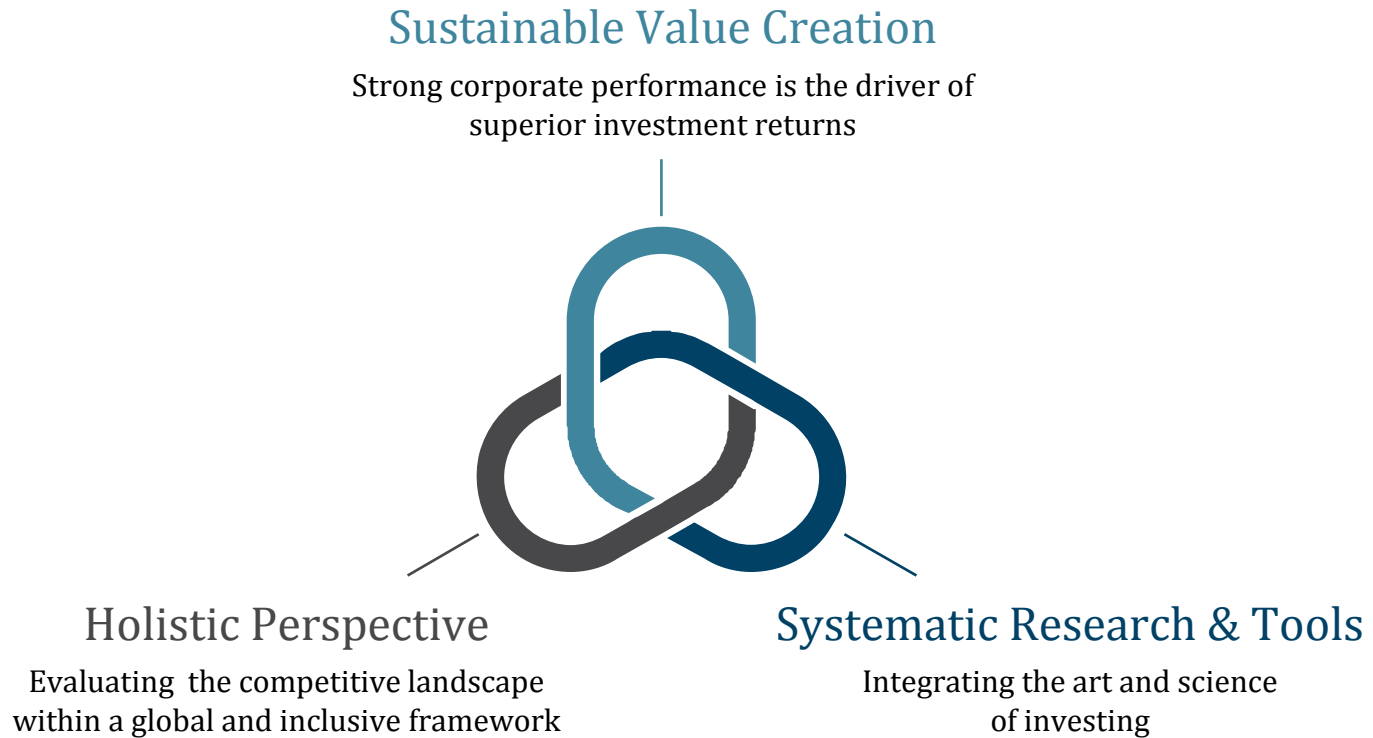 Sustainable Value Creation
Strong corporate performance is the driver of
superior investment returns
Holistic Perspective
Evaluating  the competitive landscape
within a global and inclusive framework
Systematic Research & Tools
Integrating the art and science
of investing